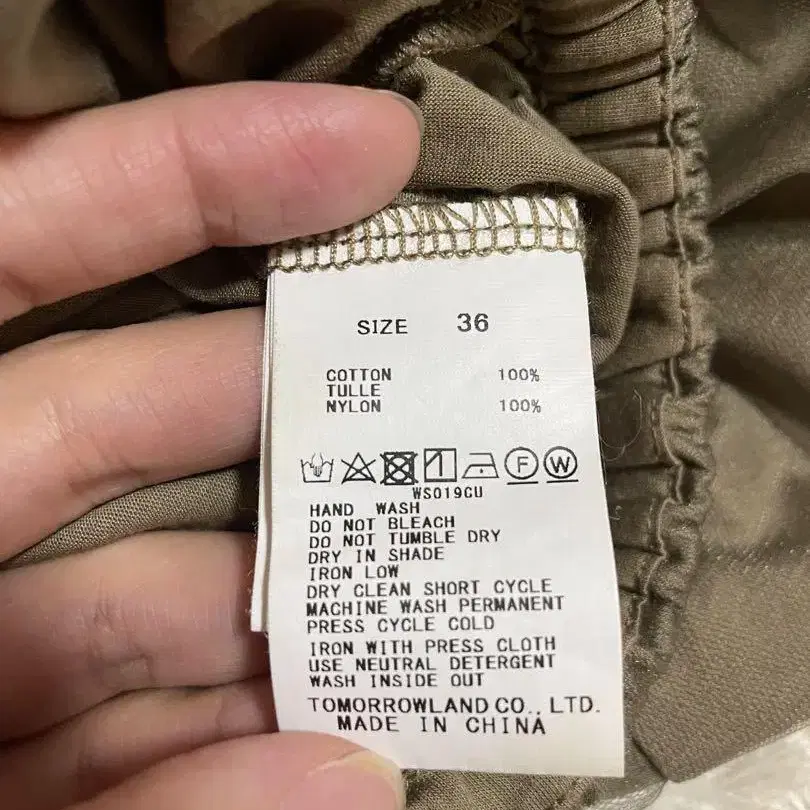 SIZE 36
COTTON 100%
TULLE
NYLON 100%
F W
WS019CU
HAND WASH
DO NOT BLEACH
DO NOT TUMBLE DRY
DRY IN SHADE
IRON LOW
DRY CLEAN SHORT CYCLE
MACHINE WASH PERMANENT
PRESS CYCLE COLD
IRON WITH PRESS CLOTH
USE NEUTRAL DETERGENT
WASH INSIDE OUT
TOMORROWLAND CO., LTD.
MADE IN CHINA